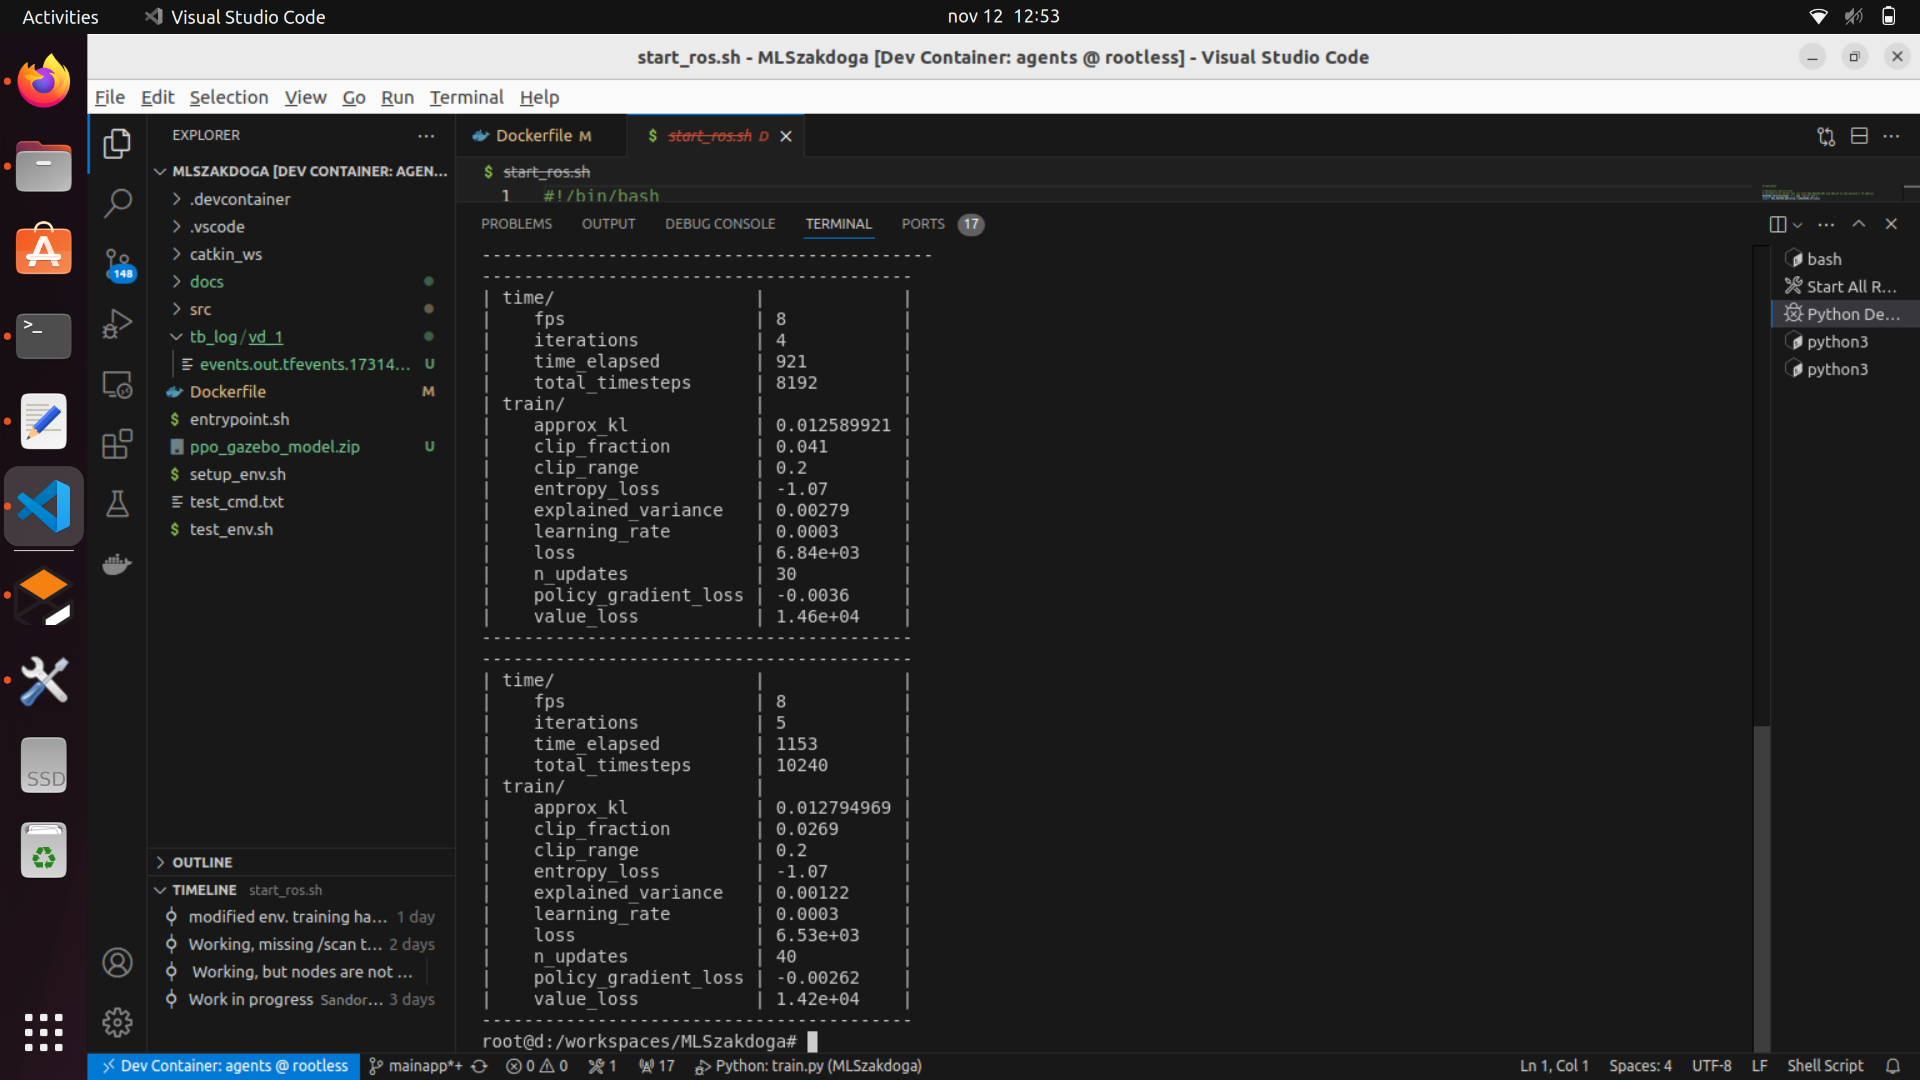 Activities
Visual Studio Code
nov 12 12:53
start_ros.sh - MLSzakdoga [Dev Container: agents @ rootless] - Visual Studio Code
File Edit Selection View Go Run Terminal Help
EXPLORER
MLSZAKDOGA [DEV CONTAINER: AGEN...
.devcontainer
.vscode
catkin_ws
docs
src
tb_log/vd_1
events.out.tfevents.17314... U
Dockerfile M
entrypoint.sh
ppo_gazebo_model.zip U
setup_env.sh
test_cmd.txt
test_env.sh
148
SSD
OUTLINE
TIMELINE start_ros.sh
modified env. training ha... 1 day
Working, missing /scan t... 2 days
Working, but nodes are not ...
Work in progress Sandor... 3 days
Dockerfile M
$ start_ros.sh D
$ start_ros.sh
1 #!/bin/bash
PROBLEMS OUTPUT DEBUG CONSOLE TERMINAL PORTS 17
-------------------------------------------
-----------------------------------------
| time/ | |
| fps | 8 |
| iterations | 4 |
| time_elapsed | 921 |
| total_timesteps | 8192 |
| train/ | |
| approx_kl | 0.012589921 |
| clip_fraction | 0.041 |
| clip_range | 0.2 |
| entropy_loss | -1.07 |
| explained_variance | 0.00279 |
| learning_rate | 0.0003 |
| loss | 6.84e+03 |
| n_updates | 30 |
| policy_gradient_loss | -0.0036 |
| value_loss | 1.46e+04 |
-----------------------------------------
-----------------------------------------
| time/ | |
| fps | 8 |
| iterations | 5 |
| time_elapsed | 1153 |
| total_timesteps | 10240 |
| train/ | |
| approx_kl | 0.012794969 |
| clip_fraction | 0.0269 |
| clip_range | 0.2 |
| entropy_loss | -1.07 |
| explained_variance | 0.00122 |
| learning_rate | 0.0003 |
| loss | 6.53e+03 |
| n_updates | 40 |
| policy_gradient_loss | -0.00262 |
| value_loss | 1.42e+04 |
-----------------------------------------
root@d:/workspaces/MLSzakdoga#
bash
Start All R...
Python De...
python3
python3
Dev Container: agents @ rootless mainapp*+ 0 0 1 17 Python: train.py (MLSzakdoga) Ln 1, Col 1 Spaces: 4 UTF-8 LF Shell Script